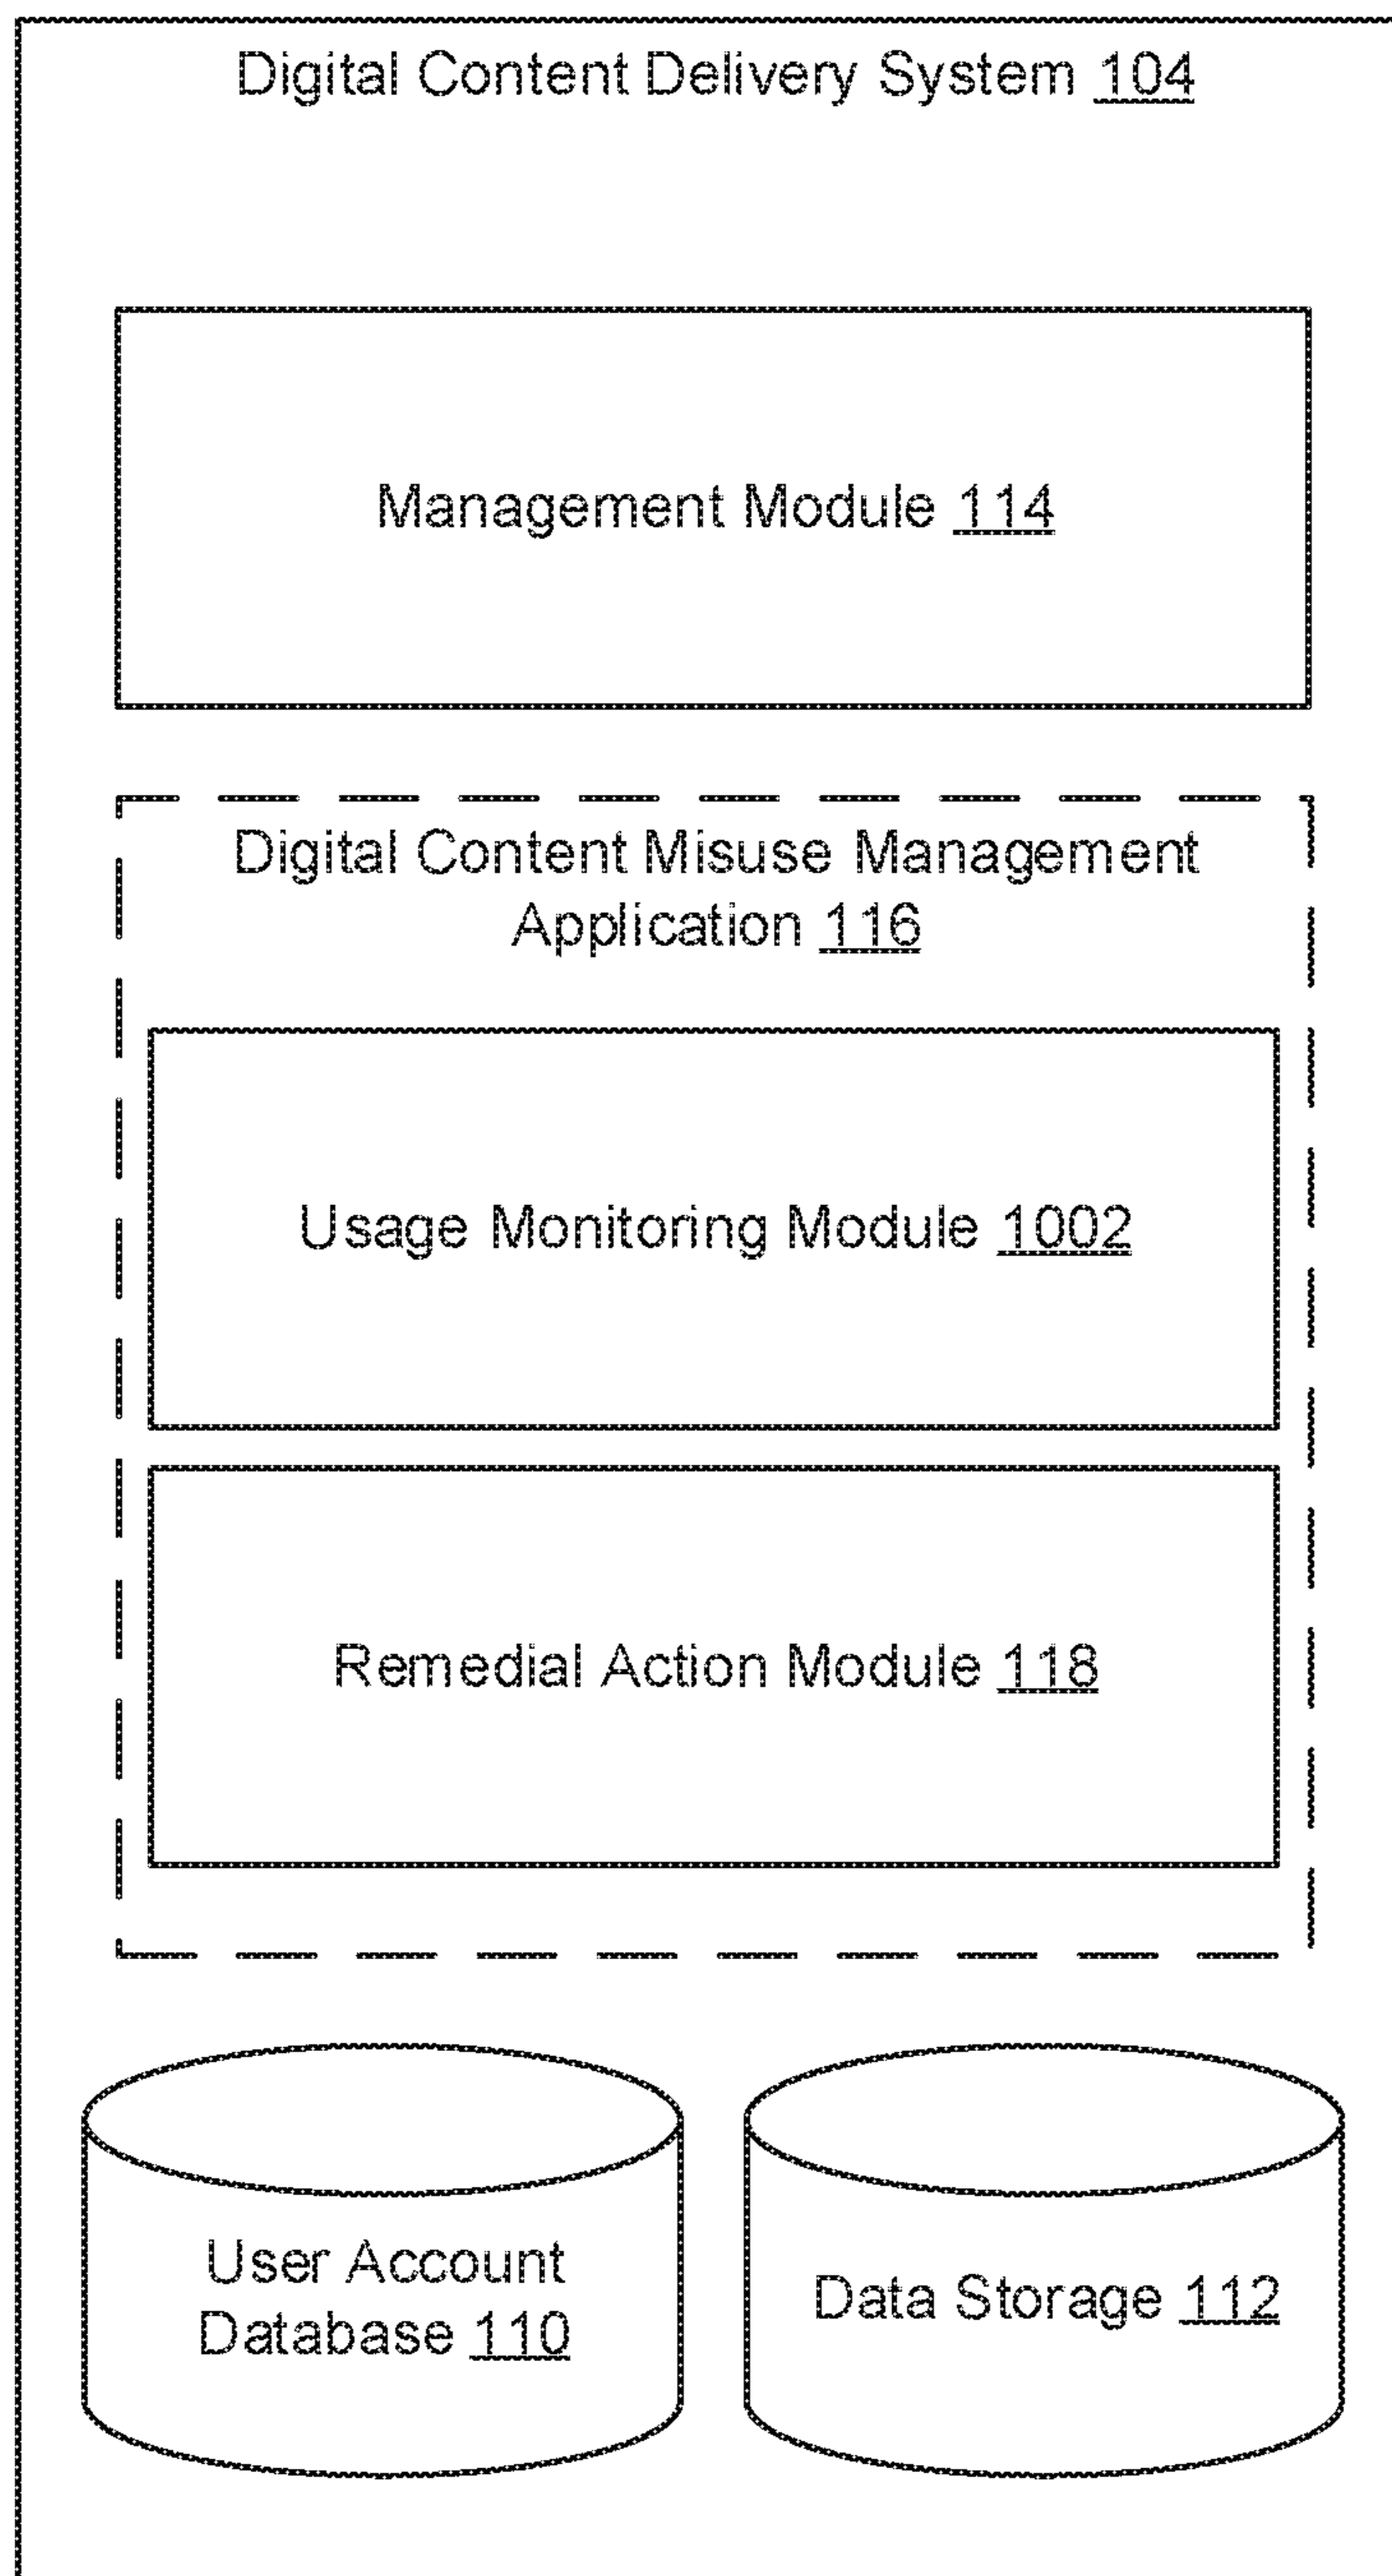 Digital Content Delivery System 104
Management Module 114
Digital Content Misuse Management
Application 116
Usage Monitoring Module 1002
Remedial Action Module 118
User Account
Database 110
Data Storage 112